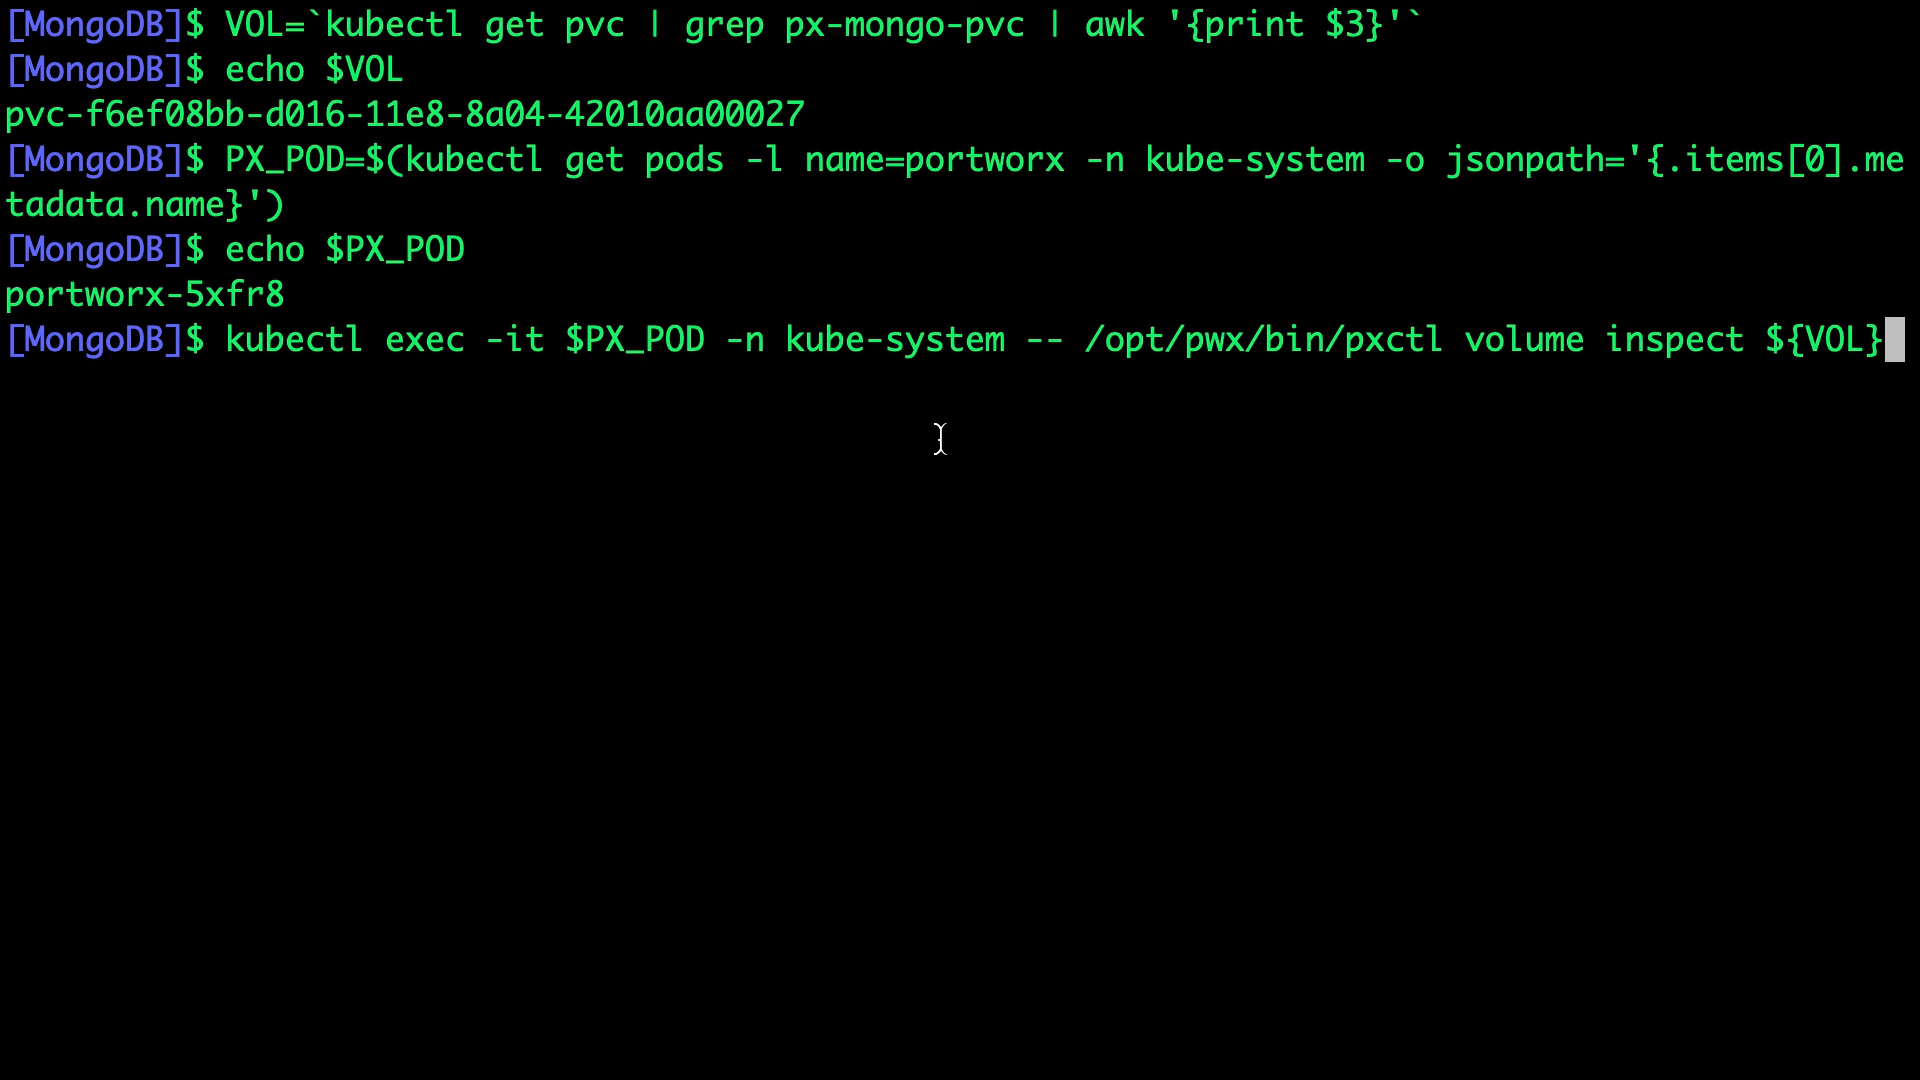 [MongoDB]$ VOL=`kubectl get pvc | grep px-mongo-pvc | awk '{print $3}'`
[MongoDB]$ echo $VOL
pvc-f6ef08bb-d016-11e8-8a04-42010aa00027
[MongoDB]$ PX_POD=$(kubectl get pods -l name=portworx -n kube-system -o jsonpath='{.items[0].me
tadata.name}')
[MongoDB]$ echo $PX_POD
portworx-5xfr8
[MongoDB]$ kubectl exec -it $PX_POD -n kube-system -- /opt/pwx/bin/pxctl volume inspect ${VOL}